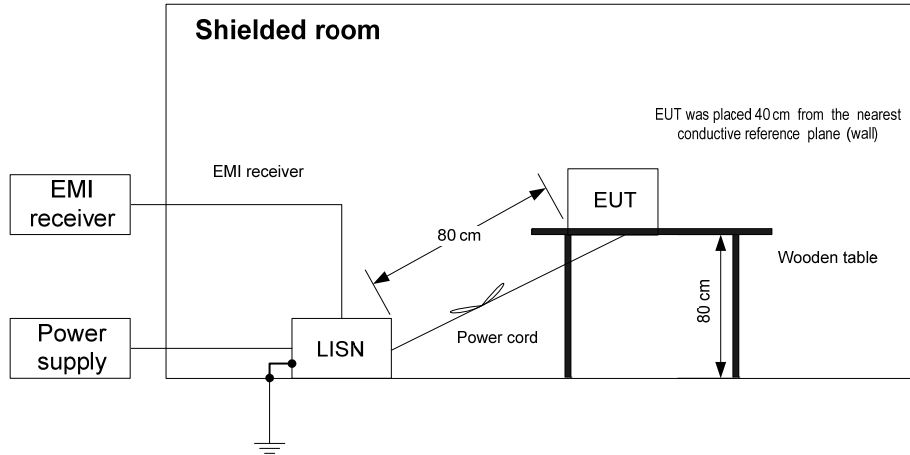 Shielded room
EUT was placed 40 cm from the nearest
conductive reference plane (wall)
EMI receiver
EMI
receiver
EUT
80 cm
Wooden table
80 cm
Power
supply
LISN
Power cord